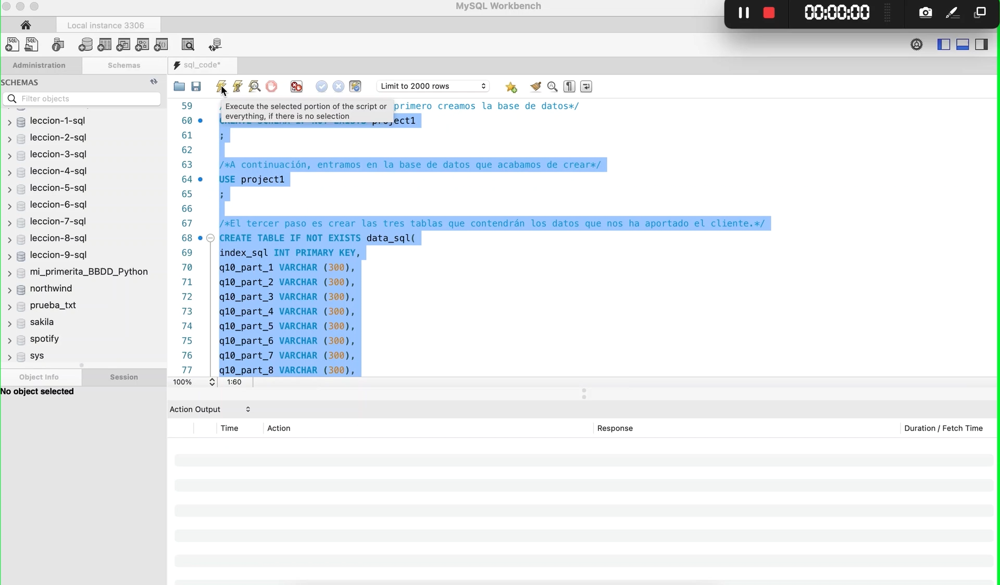 MySQL Workbench
00:00:00
Local instance 3306
Administration
Schemas
sql_code*
SCHEMAS
Filter objects
Limit to 2000 rows
Execute the selected portion of the script or
everything, if there is no selection
leccion-1-sql
leccion-2-sql
leccion-3-sql
leccion-4-sql
leccion-5-sql
leccion-6-sql
leccion-7-sql
leccion-8-sql
leccion-9-sql
mi_primerita_BBDD_Python
northwind
prueba_txt
sakila
spotify
sys
59 primero creamos la base de datos*/
60 CREATE SCHEMA IF NOT EXISTS project1
61 ;
62
63 /*A continuación, entramos en la base de datos que acabamos de crear*/
64 USE project1
65 ;
66
67 /*El tercer paso es crear las tres tablas que contendrán los datos que nos ha aportado el cliente.*/
68 CREATE TABLE IF NOT EXISTS data_sql(
69 index_sql INT PRIMARY KEY,
70 q10_part_1 VARCHAR (300),
71 q10_part_2 VARCHAR (300),
72 q10_part_3 VARCHAR (300),
73 q10_part_4 VARCHAR (300),
74 q10_part_5 VARCHAR (300),
75 q10_part_6 VARCHAR (300),
76 q10_part_7 VARCHAR (300),
77 q10_part_8 VARCHAR (300),
100% 1:60
Object Info
Session
No object selected
Action Output
Time Action Response Duration / Fetch Time